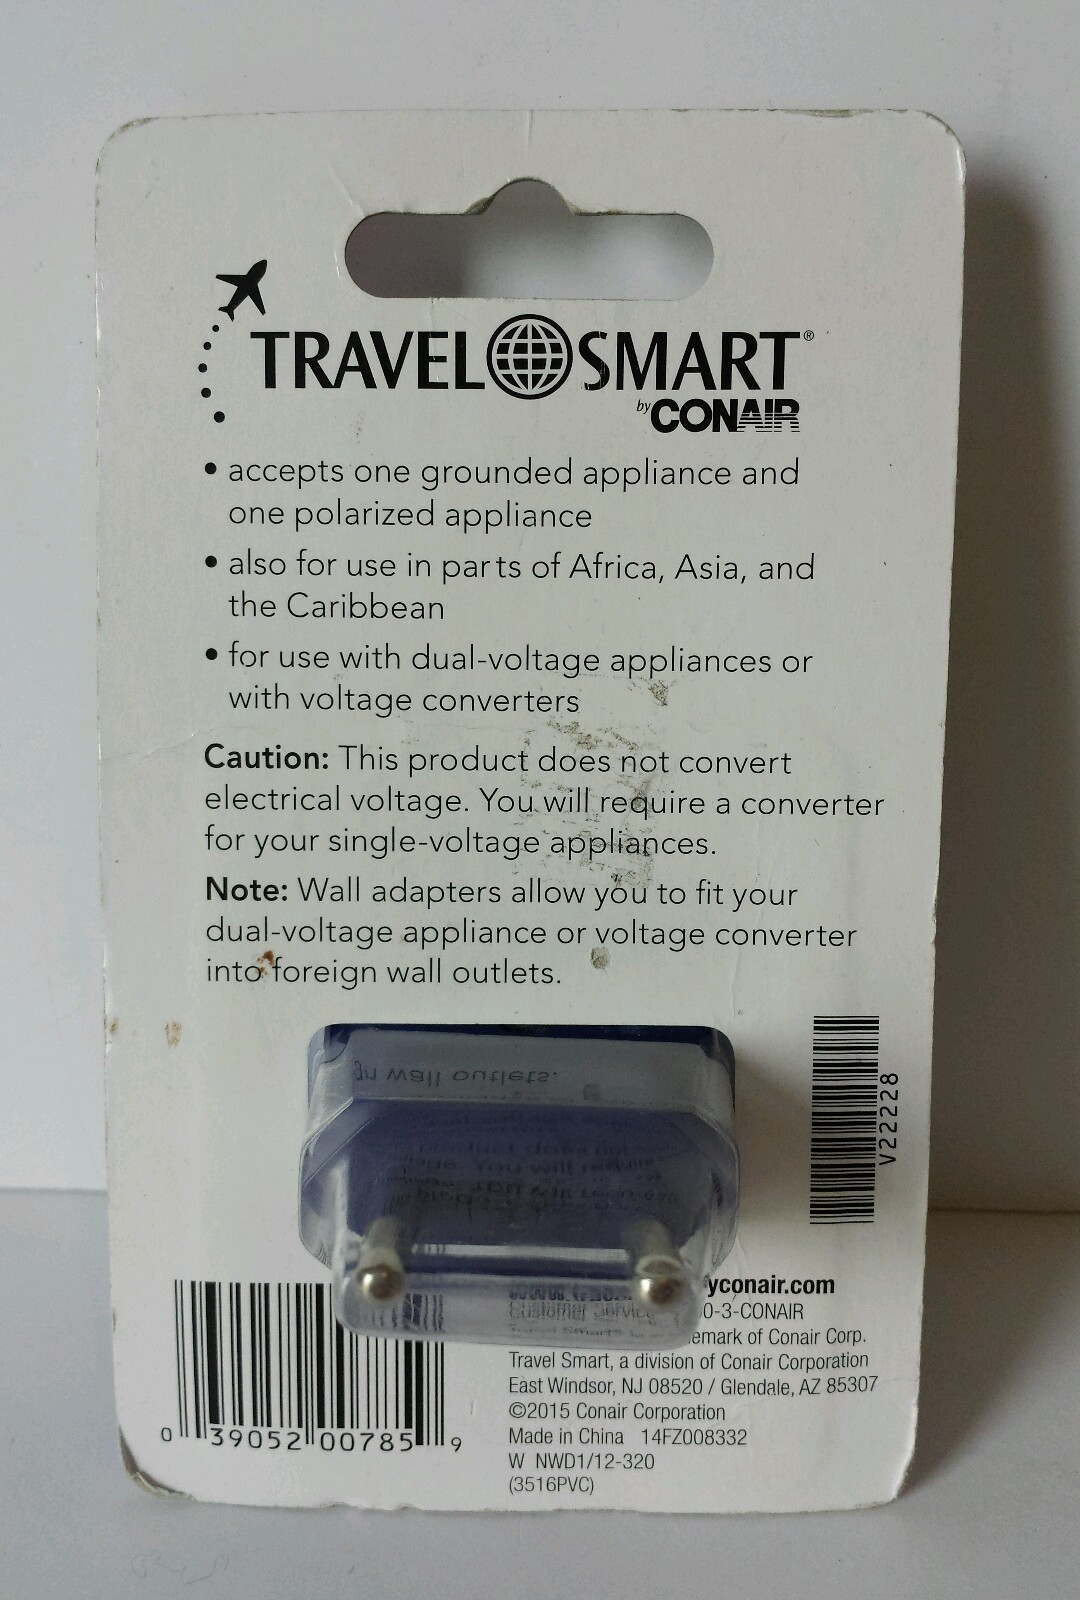 TRAVEL SMART®
by CONAIR
• accepts one grounded appliance and
one polarized appliance
• also for use in parts of Africa, Asia, and
the Caribbean
• for use with dual-voltage appliances or
with voltage converters
Caution: This product does not convert
electrical voltage. You will require a converter
for your single-voltage appliances.
Note: Wall adapters allow you to fit your
dual-voltage appliance or voltage converter
into foreign wall outlets.
V22228
yconair.com
Customer Service 0-3-CONAIR
emark of Conair Corp.
Travel Smart, a division of Conair Corporation
East Windsor, NJ 08520 / Glendale, AZ 85307
©2015 Conair Corporation
Made in China 14FZ008332
W NWD1/12-320
(3516PVC)
0 39052 00785 9